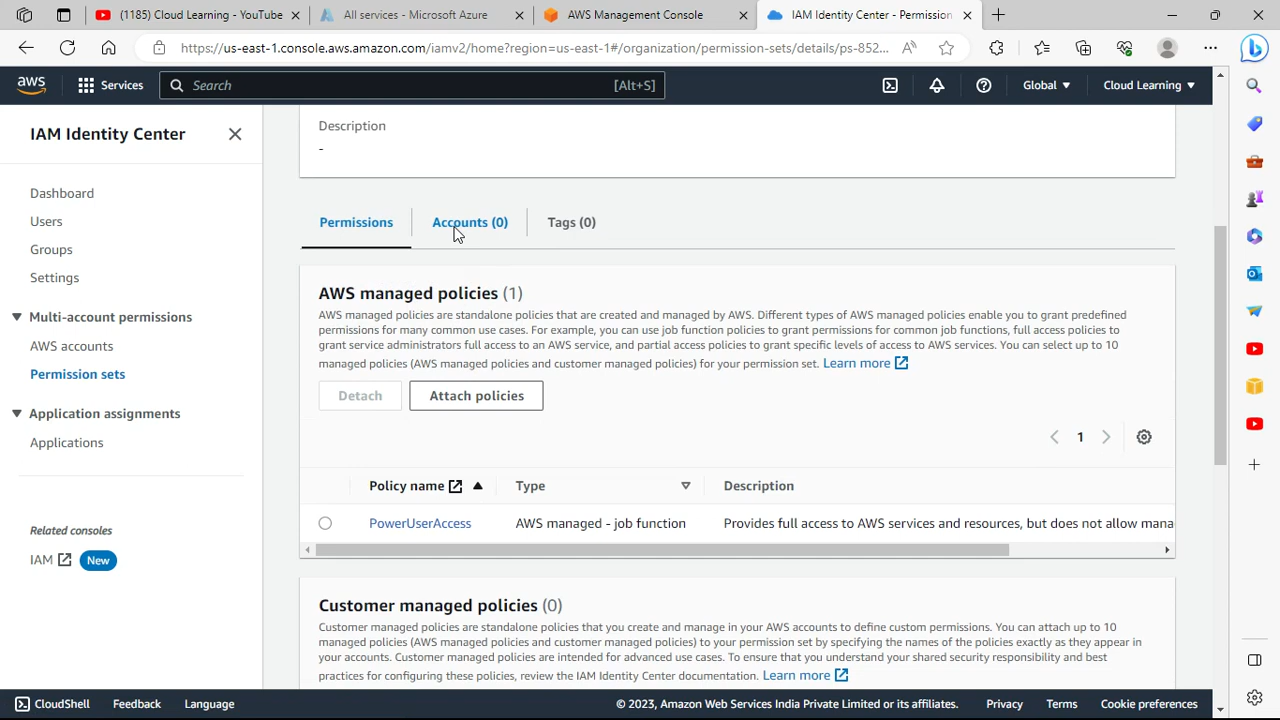 (1185) Cloud Learning - YouTube
All services - Microsoft Azure
AWS Management Console
IAM Identity Center - Permission
https://us-east-1.console.aws.amazon.com/iamv2/home?region=us-east-1#/organization/permission-sets/details/ps-852...
aws
Services
Search
[Alt+S]
Global
Cloud Learning
IAM Identity Center
Dashboard
Users
Groups
Settings
Multi-account permissions
AWS accounts
Permission sets
Application assignments
Applications
Related consoles
IAM
New
Description
-
Permissions
Accounts (0)
Tags (0)
AWS managed policies (1)
AWS managed policies are standalone policies that are created and managed by AWS. Different types of AWS managed policies enable you to grant predefined
permissions for many common use cases. For example, you can use job function policies to grant permissions for common job functions, full access policies to
grant service administrators full access to an AWS service, and partial access policies to grant specific levels of access to AWS services. You can select up to 10
managed policies (AWS managed policies and customer managed policies) for your permission set. Learn more
Detach
Attach policies
1
Policy name
Type
Description
PowerUserAccess
AWS managed - job function
Provides full access to AWS services and resources, but does not allow mana
Customer managed policies (0)
Customer managed policies are standalone policies that you create and manage in your AWS accounts to define custom permissions. You can attach up to 10
managed policies (AWS managed policies and customer managed policies) to your permission set by specifying the names of the policies exactly as they appear in
your accounts. Customer managed policies are intended for advanced use cases. To ensure that you understand your shared security responsibility and best
practices for configuring these policies, review the IAM Identity Center documentation. Learn more
CloudShell
Feedback
Language
© 2023, Amazon Web Services India Private Limited or its affiliates.
Privacy
Terms
Cookie preferences